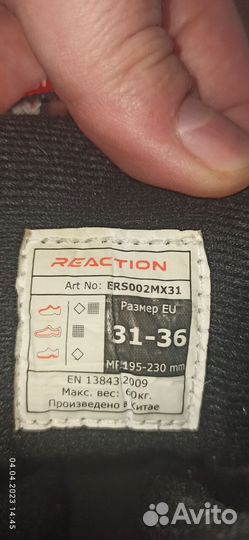 REACTION
Art No: ERS002MX31
Размер EU
31-36
MP 195-230 mm
EN 13843:2009
Макс. вес: 60кг.
Произведено в Китае
04.04.2023 14:45
Avito